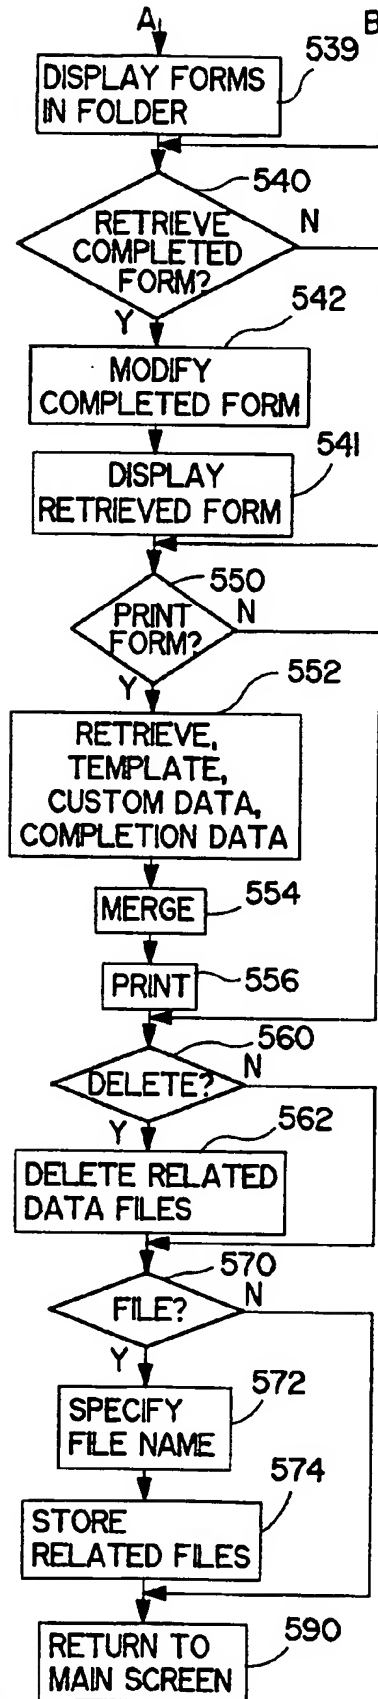 A
B
539
DISPLAY FORMS
IN FOLDER
540
RETRIEVE
COMPLETED
FORM?
N
Y
542
MODIFY
COMPLETED FORM
541
DISPLAY
RETRIEVED FORM
550
PRINT
FORM?
N
Y
552
RETRIEVE,
TEMPLATE,
CUSTOM DATA,
COMPLETION DATA
MERGE
554
PRINT
556
560
DELETE?
N
Y
562
DELETE RELATED
DATA FILES
570
FILE?
N
Y
572
SPECIFY
FILE NAME
574
STORE
RELATED FILES
590
RETURN TO
MAIN SCREEN